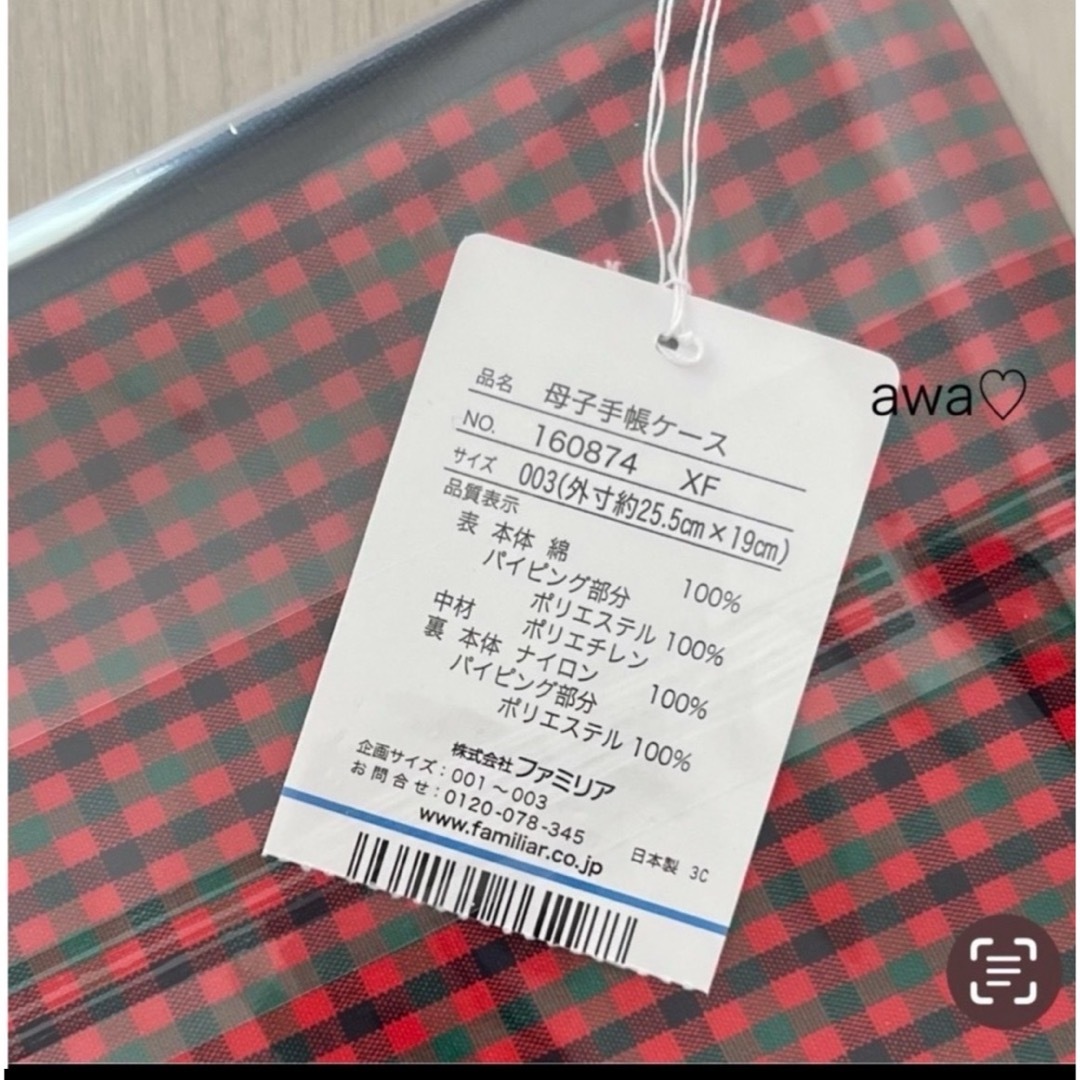 品名 母子手帳ケース
NO. 160874 XF
サイズ 003(外寸約25.5cm×19cm)
品質表示
表 本体 綿 100%
パイピング部分
ポリエステル 100%
中材 ポリエチレン
裏 本体 ナイロン 100%
パイピング部分
ポリエステル 100%
株式会社ファミリア
企画サイズ:001~003
お問合せ:0120-078-345
www.familiar.co.jp
日本製 3C
awa♡